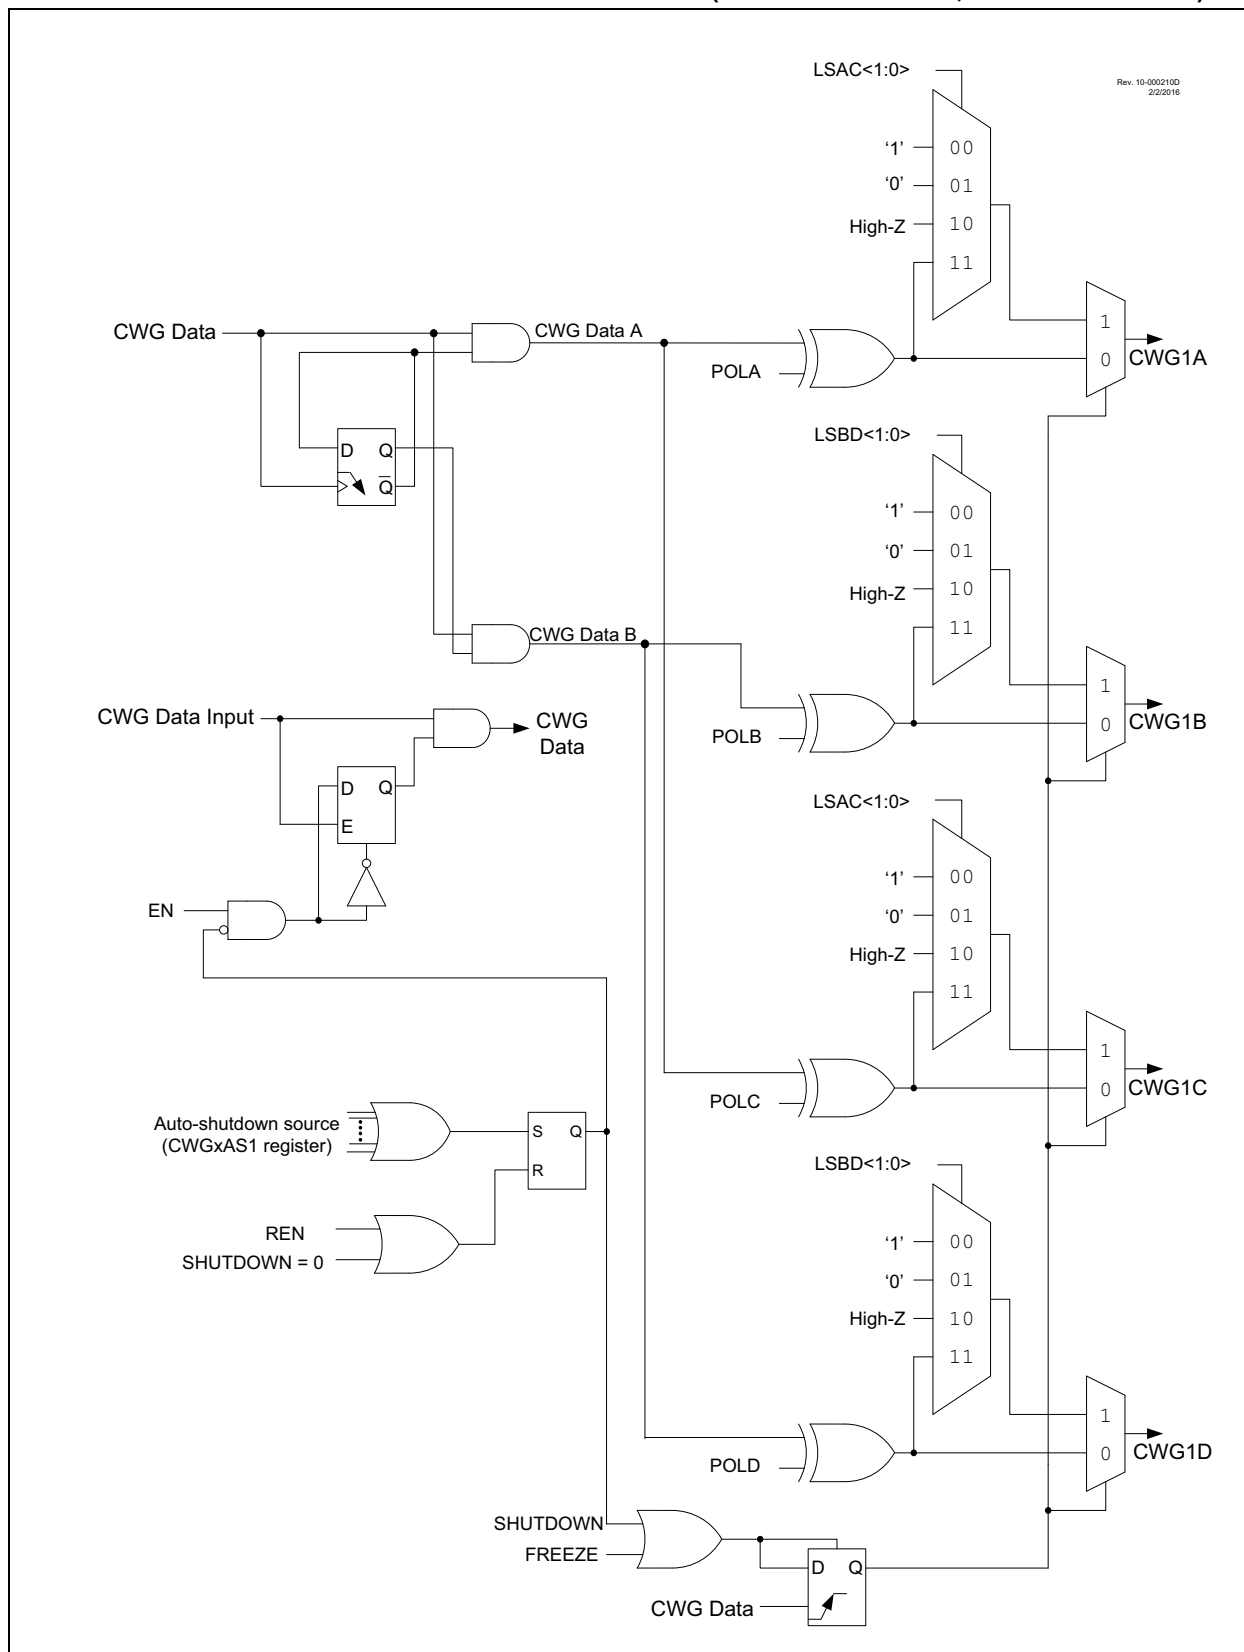 LSAC<1:0>
Rev. 10-000210D
2/2/2016
‘1’ 00
‘0’ 01
High-Z 10
11
CWG Data
CWG Data A
POLA
1
0
CWG1A
D Q
Q
LSBD<1:0>
‘1’ 00
‘0’ 01
High-Z 10
11
CWG Data B
POLB
1
0
CWG1B
CWG Data Input
CWG
Data
D Q
E
EN
LSAC<1:0>
‘1’ 00
‘0’ 01
High-Z 10
11
POLC
1
0
CWG1C
Auto-shutdown source
(CWGxAS1 register)
S Q
R
REN
SHUTDOWN = 0
LSBD<1:0>
‘1’ 00
‘0’ 01
High-Z 10
11
POLD
1
0
CWG1D
SHUTDOWN
FREEZE
D Q
CWG Data